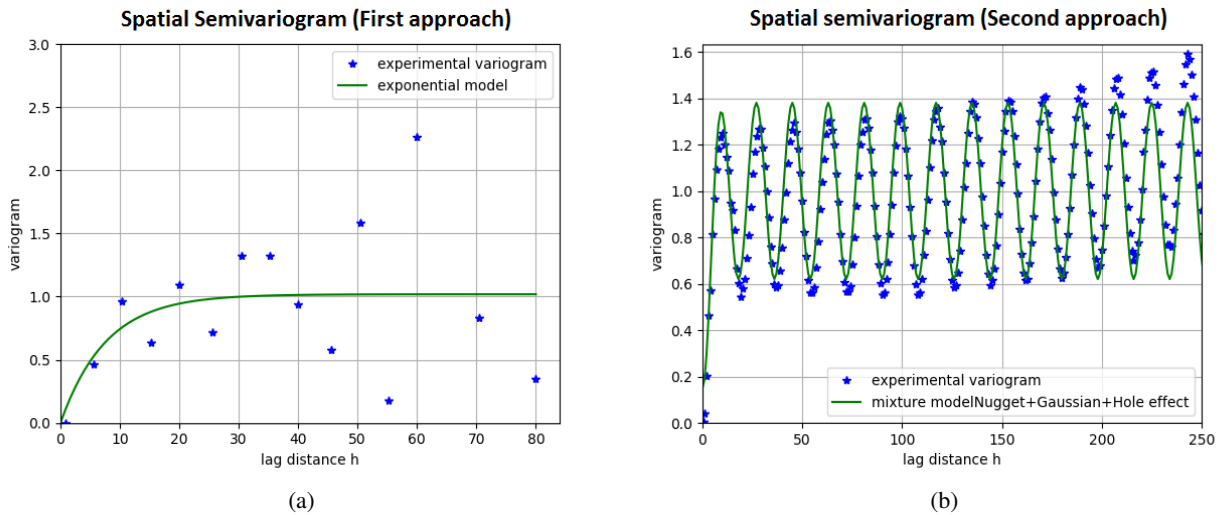 Spatial Semivariogram (First approach)
3.0
2.5
2.0
1.5
1.0
0.5
0.0
variogram
experimental variogram
exponential model
0 10 20 30 40 50 60 70 80
lag distance h
(a)
Spatial semivariogram (Second approach)
1.6
1.4
1.2
1.0
0.8
0.6
0.4
0.2
0.0
variogram
experimental variogram
mixture modelNugget+Gaussian+Hole effect
0 50 100 150 200 250
lag distance h
(b)